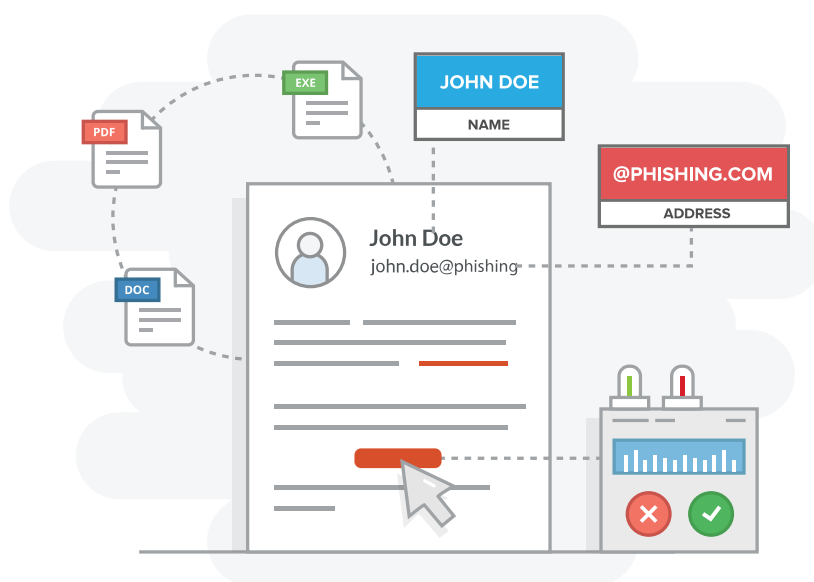 EXE
JOHN DOE
NAME
PDF
@PHISHING.COM
ADDRESS
John Doe
john.doe@phishing
DOC